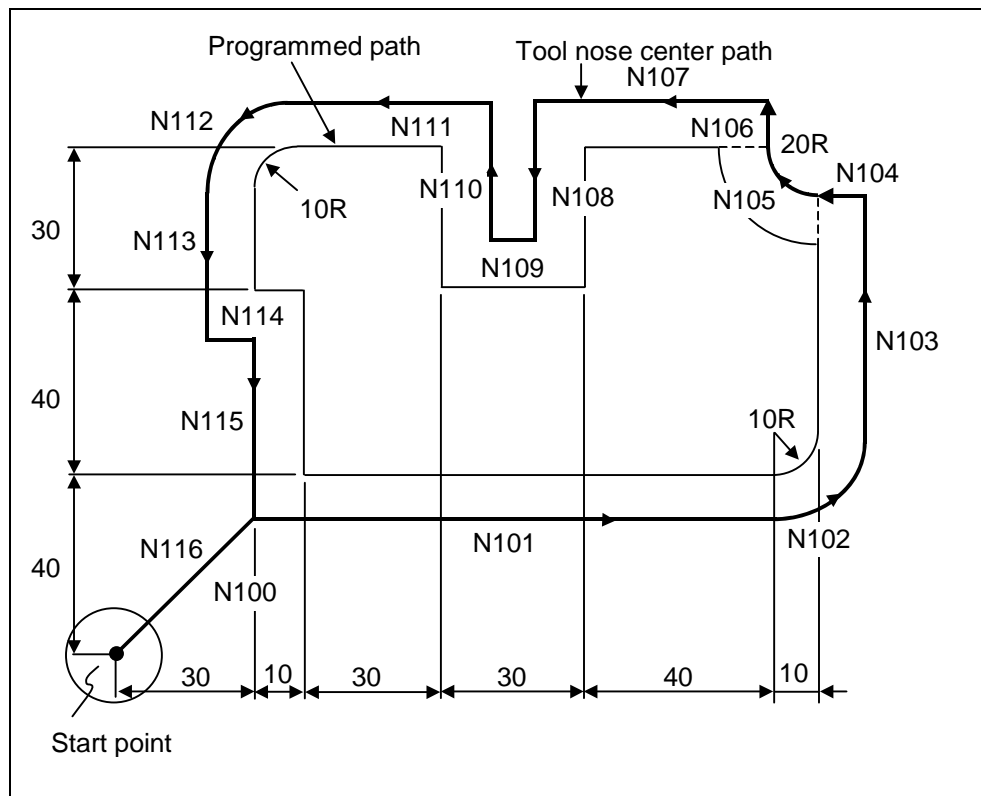 Programmed path
Tool nose center path
N107
N112
N111
N106
20R
N104
N110
N108
N105
10R
30
N113
N109
N114
N103
40
N115
10R
N116
N101
N102
40
N100
30
10
30
30
40
10
Start point